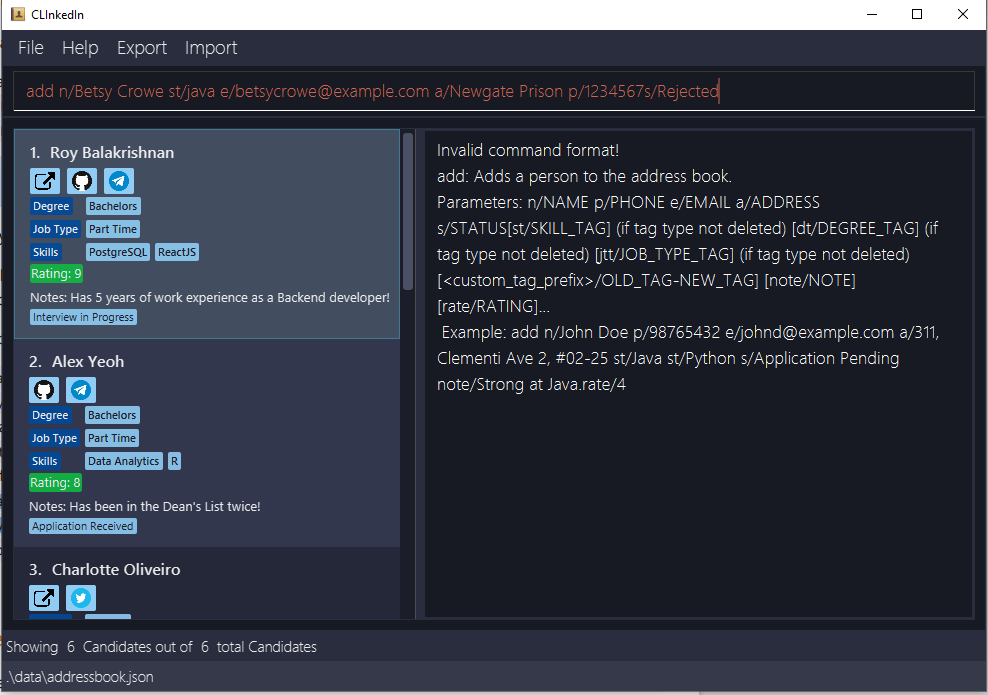 CLInkedIn
File Help Export Import
add n/Betsy Crowe st/java e/betsycrowe@example.com a/Newgate Prison p/1234567s/Rejected
1. Roy Balakrishnan
Degree Bachelors
Job Type Part Time
Skills PostgreSQL ReactJS
Rating: 9
Notes: Has 5 years of work experience as a Backend developer!
Interview in Progress
2. Alex Yeoh
Degree Bachelors
Job Type Part Time
Skills Data Analytics R
Rating: 8
Notes: Has been in the Dean's List twice!
Application Received
3. Charlotte Oliveiro
Invalid command format!
add: Adds a person to the address book.
Parameters: n/NAME p/PHONE e/EMAIL a/ADDRESS
s/STATUS[st/SKILL_TAG] (if tag type not deleted) [dt/DEGREE_TAG] (if
tag type not deleted) [jtt/JOB_TYPE_TAG] (if tag type not deleted)
[<custom_tag_prefix>/OLD_TAG-NEW_TAG] [note/NOTE]
[rate/RATING]...
Example: add n/John Doe p/98765432 e/johnd@example.com a/311,
Clementi Ave 2, #02-25 st/Java st/Python s/Application Pending
note/Strong at Java.rate/4
Showing 6 Candidates out of 6 total Candidates
.\data\addressbook.json